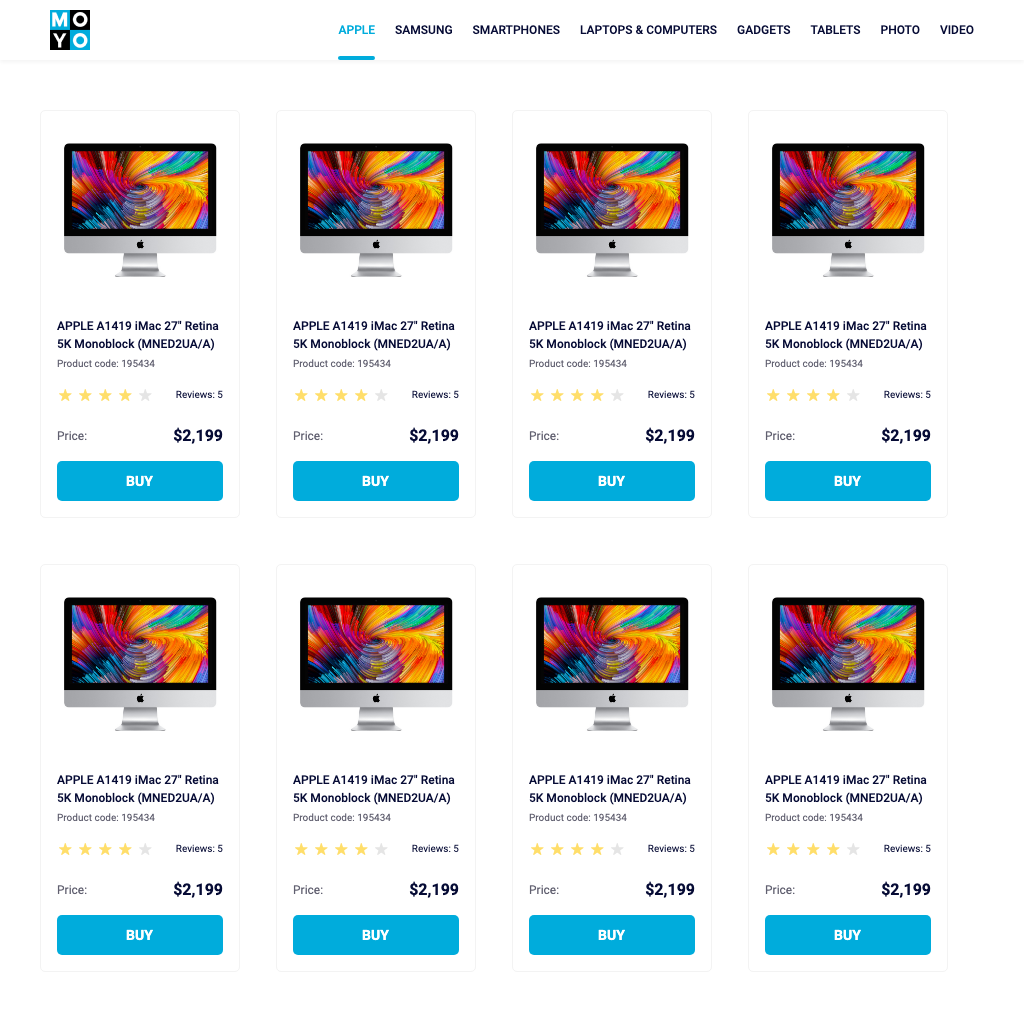 MO
YO
APPLE SAMSUNG SMARTPHONES LAPTOPS & COMPUTERS GADGETS TABLETS PHOTO VIDEO
APPLE A1419 iMac 27" Retina
5K Monoblock (MNED2UA/A)
Product code: 195434
Reviews: 5
Price: $2,199
BUY
APPLE A1419 iMac 27" Retina
5K Monoblock (MNED2UA/A)
Product code: 195434
Reviews: 5
Price: $2,199
BUY
APPLE A1419 iMac 27" Retina
5K Monoblock (MNED2UA/A)
Product code: 195434
Reviews: 5
Price: $2,199
BUY
APPLE A1419 iMac 27" Retina
5K Monoblock (MNED2UA/A)
Product code: 195434
Reviews: 5
Price: $2,199
BUY
APPLE A1419 iMac 27" Retina
5K Monoblock (MNED2UA/A)
Product code: 195434
Reviews: 5
Price: $2,199
BUY
APPLE A1419 iMac 27" Retina
5K Monoblock (MNED2UA/A)
Product code: 195434
Reviews: 5
Price: $2,199
BUY
APPLE A1419 iMac 27" Retina
5K Monoblock (MNED2UA/A)
Product code: 195434
Reviews: 5
Price: $2,199
BUY
APPLE A1419 iMac 27" Retina
5K Monoblock (MNED2UA/A)
Product code: 195434
Reviews: 5
Price: $2,199
BUY